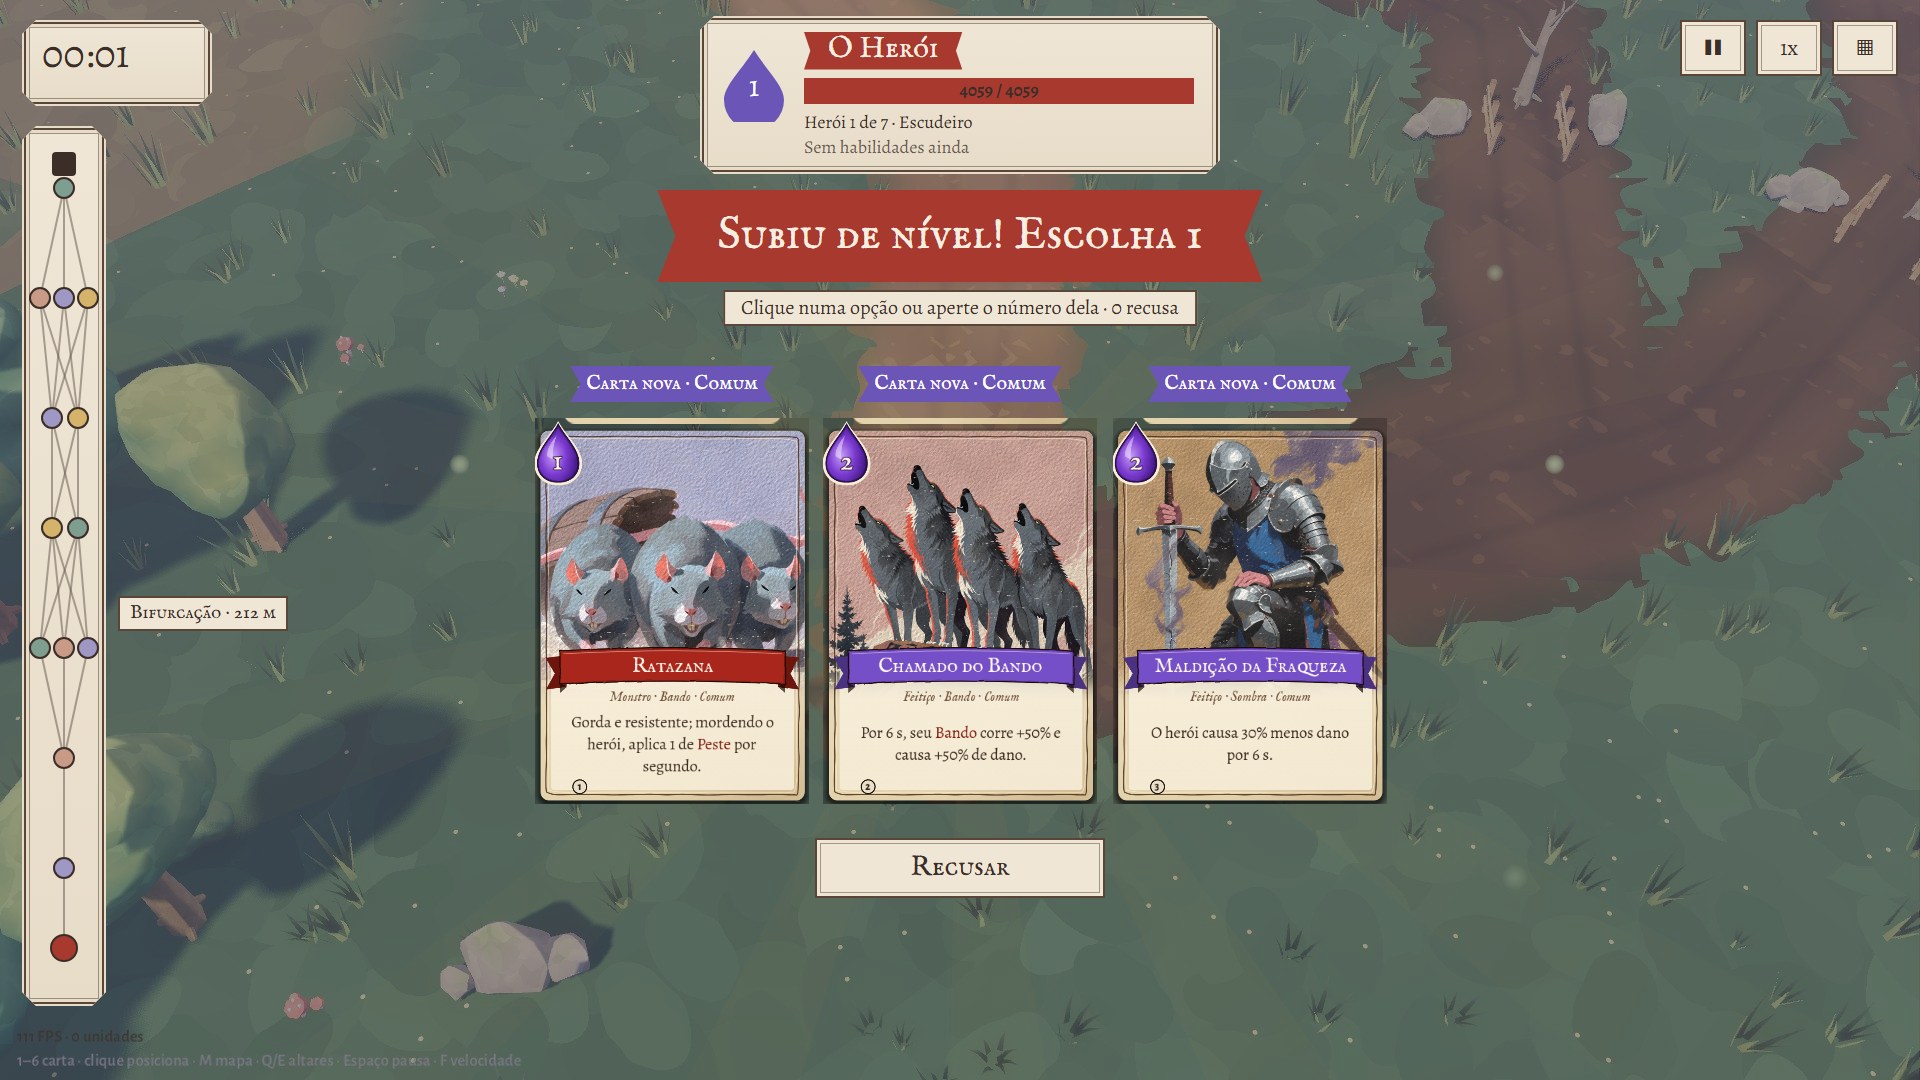 00:01
1
O Herói
4059 / 4059
Herói 1 de 7 · Escudeiro
Sem habilidades ainda
1x
Subiu de nível! Escolha 1
Clique numa opção ou aperte o número dela · 0 recusa
Carta nova · Comum
Carta nova · Comum
Carta nova · Comum
1
Ratazana
Monstro · Bando · Comum
Gorda e resistente; mordendo o
herói, aplica 1 de Peste por
segundo.
1
2
Chamado do Bando
Feitiço · Bando · Comum
Por 6 s, seu Bando corre +50% e
causa +50% de dano.
2
2
Maldição da Fraqueza
Feitiço · Sombra · Comum
O herói causa 30% menos dano
por 6 s.
3
Bifurcação · 212 m
Recusar
111 FPS · 0 unidades
1–6 carta · clique posiciona · M mapa · Q/E altares · Espaço pausa · F velocidade